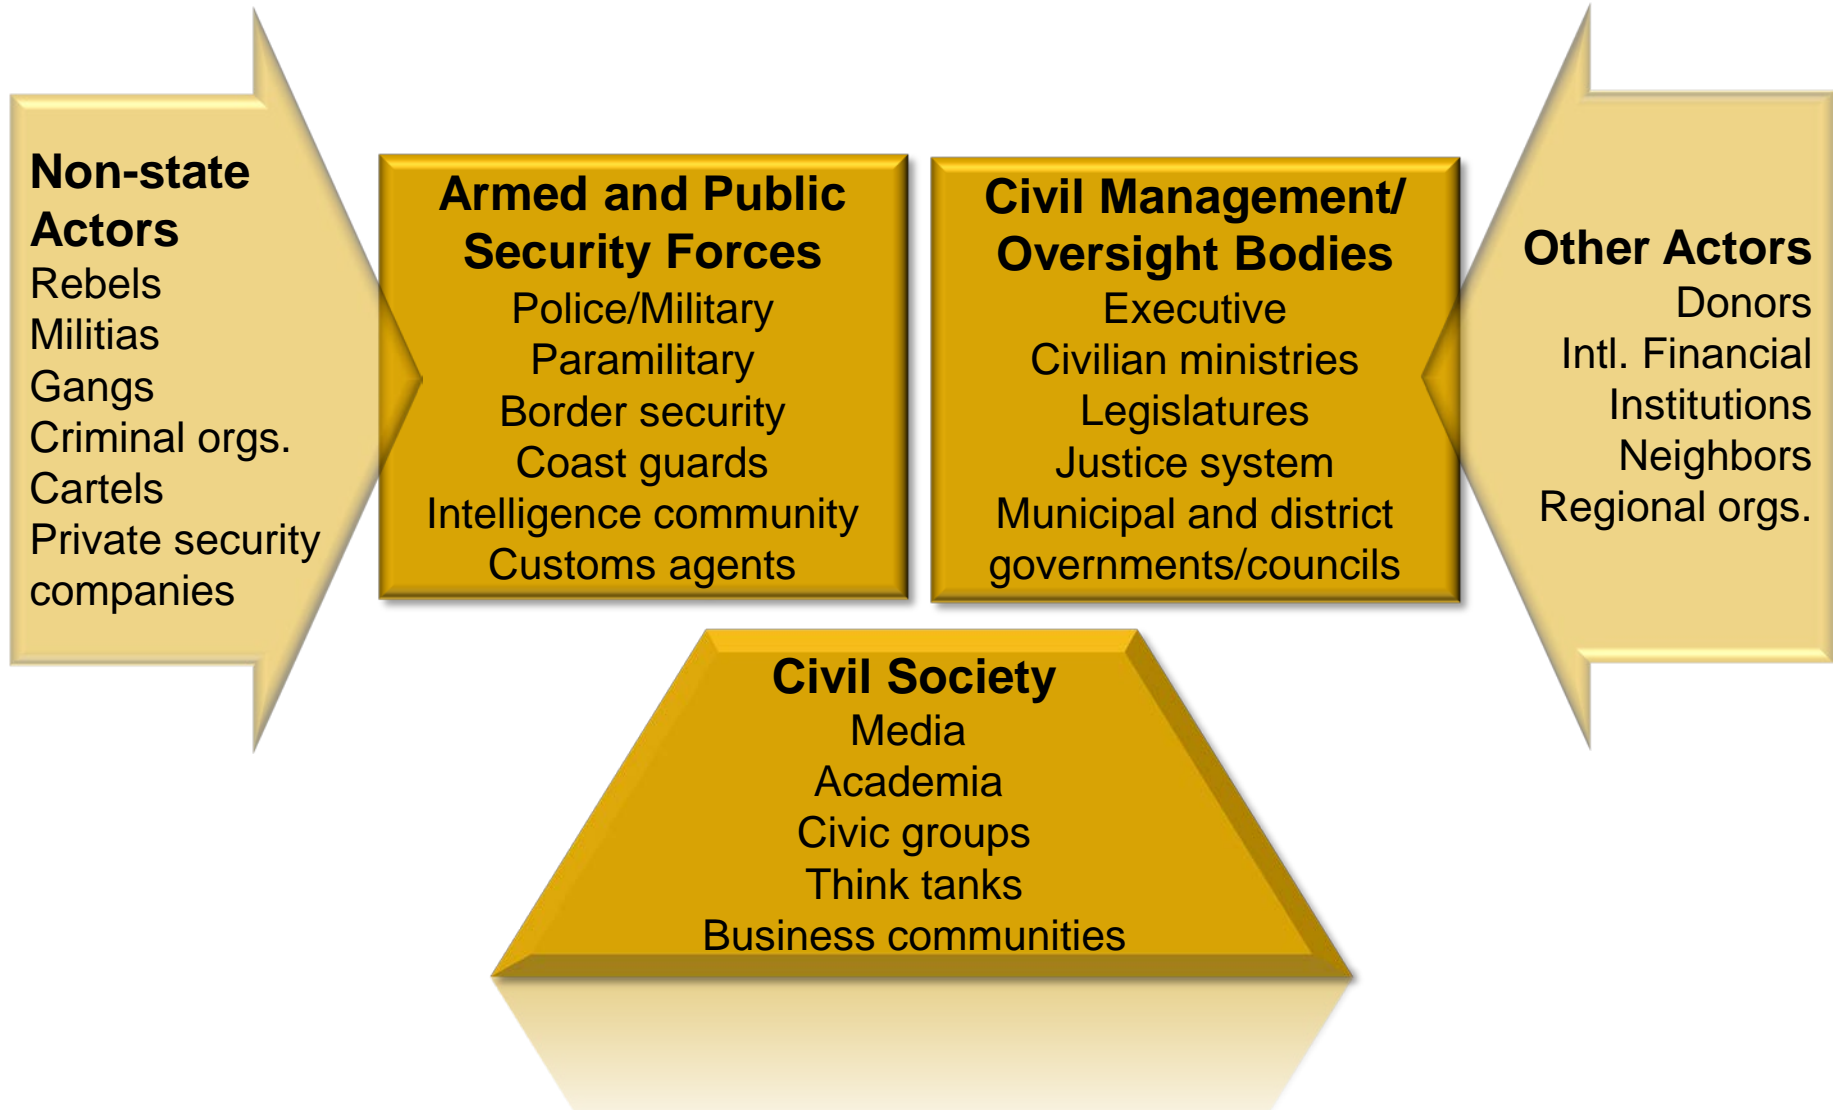 Non-state
Actors
Rebels
Militias
Gangs
Criminal orgs.
Cartels
Private security
companies
Armed and Public
Security Forces
Police/Military
Paramilitary
Border security
Coast guards
Intelligence community
Customs agents
Civil Management/
Oversight Bodies
Executive
Civilian ministries
Legislatures
Justice system
Municipal and district
governments/councils
Other Actors
Donors
Intl. Financial
Institutions
Neighbors
Regional orgs.
Civil Society
Media
Academia
Civic groups
Think tanks
Business communities